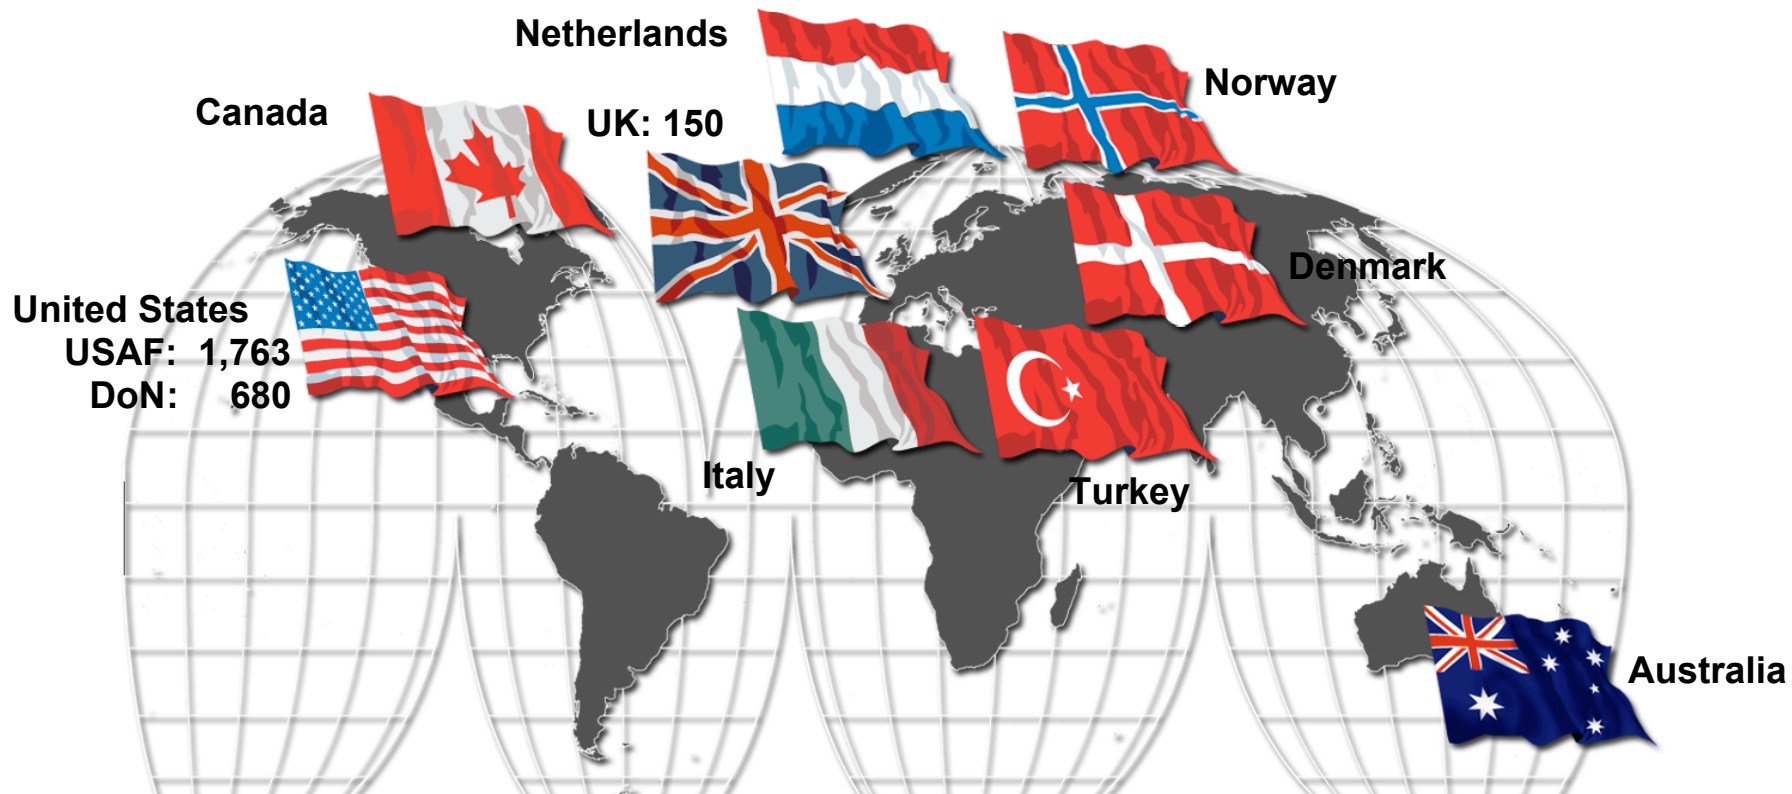 Netherlands
Norway
Canada
UK: 150
Denmark
United States
USAF: 1,763
DoN: 680
Italy
Turkey
Australia